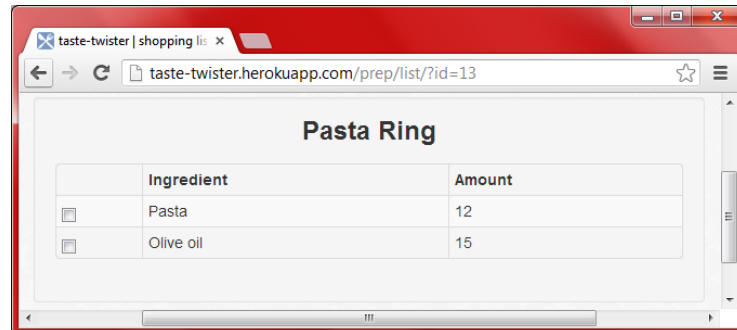 taste-twister | shopping lis
taste-twister.herokuapp.com/prep/list/?id=13
Pasta Ring
Ingredient Amount
Pasta 12
Olive oil 15